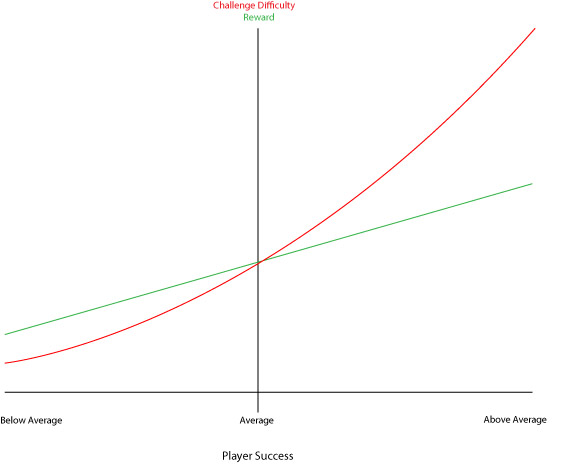 Challenge Difficulty
Reward
Below Average
Average
Above Average
Player Success